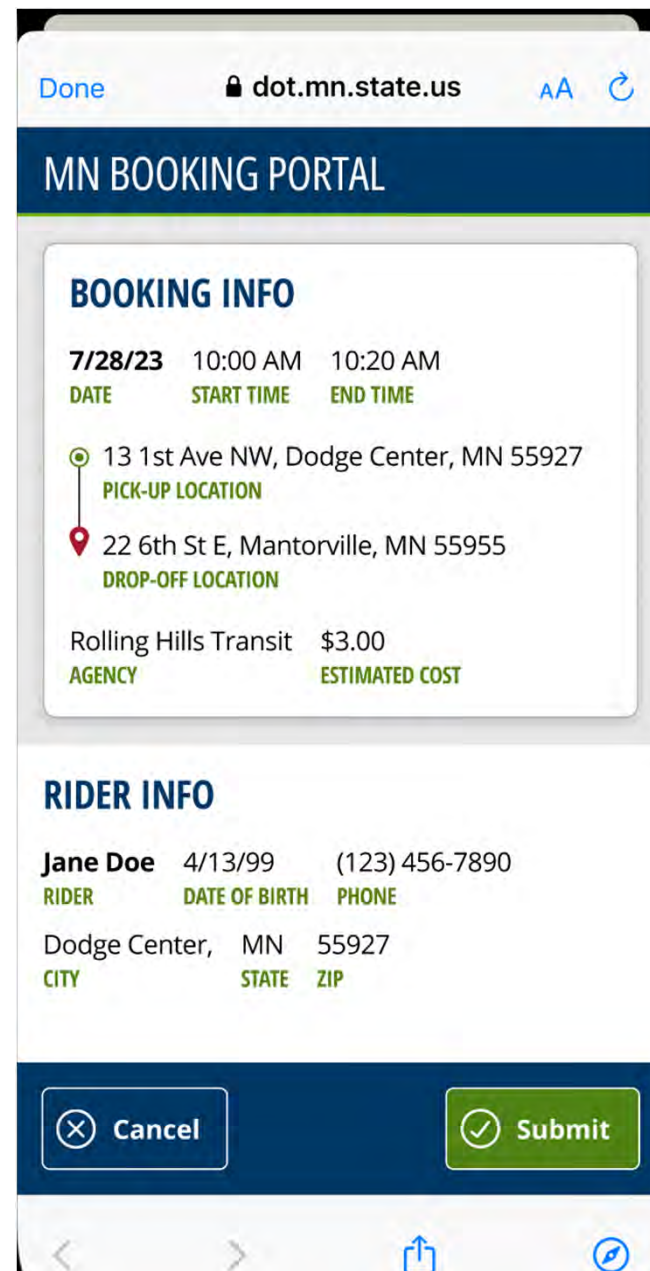 Done dot.mn.state.us AA
MN BOOKING PORTAL
BOOKING INFO
7/28/23 10:00 AM 10:20 AM
DATE START TIME END TIME
13 1st Ave NW, Dodge Center, MN 55927
PICK-UP LOCATION
22 6th St E, Mantorville, MN 55955
DROP-OFF LOCATION
Rolling Hills Transit $3.00
AGENCY ESTIMATED COST
RIDER INFO
Jane Doe 4/13/99 (123) 456-7890
RIDER DATE OF BIRTH PHONE
Dodge Center, MN 55927
CITY STATE ZIP
Cancel Submit